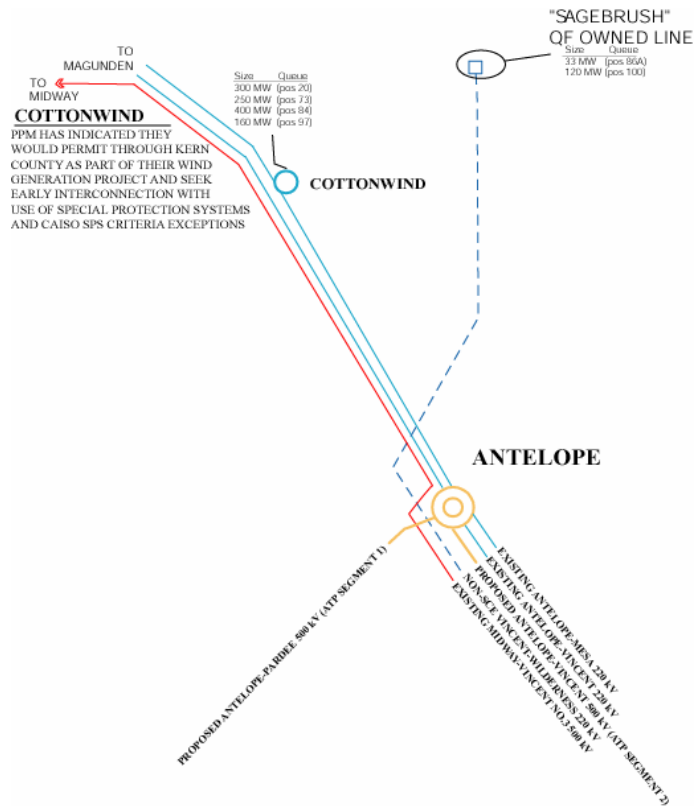 "SAGEBRUSH"
QF OWNED LINE
Size Queue
33 MW (pos 86A)
120 MW (pos 100)
TO
MAGUNDEN
TO
MIDWAY
Size Queue
300 MW (pos 20)
250 MW (pos 73)
400 MW (pos 84)
160 MW (pos 97)
COTTONWIND
PPM HAS INDICATED THEY
WOULD PERMIT THROUGH KERN
COUNTY AS PART OF THEIR WIND
GENERATION PROJECT AND SEEK
EARLY INTERCONNECTION WITH
USE OF SPECIAL PROTECTION SYSTEMS
AND CAISO SPS CRITERIA EXCEPTIONS
COTTONWIND
ANTELOPE
PROPOSED ANTELOPE-PARDEE 500 kV (ATP SEGMENT 1)
EXISTING ANTELOPE-MESA 220 kV
EXISTING ANTELOPE-VINCENT 220 kV
PROPOSED ANTELOPE-VINCENT 500 kV (ATP SEGMENT 2)
NON-SCE VINCENT-WILDERNESS 220 kV
EXISTING MIDWAY-VINCENT NO.3 500 kV